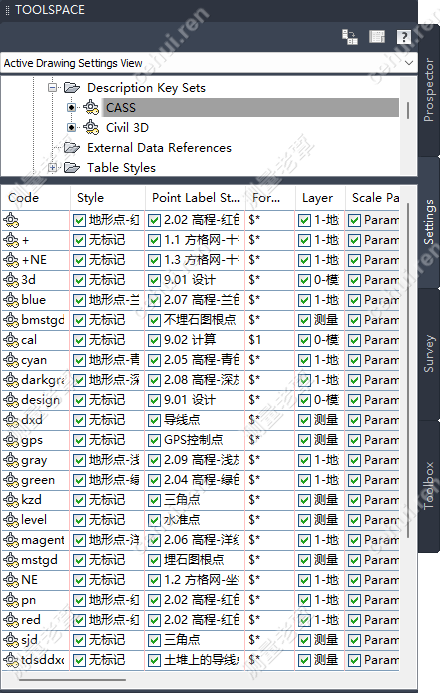 TOOLSPACE
Active Drawing Settings View
Description Key Sets
CASS
Civil 3D
External Data References
Table Styles
Prospector
Settings
Survey
Toolbox
Code Style Point Label St... For... Layer Scale Pa
地形点-红 2.02 高程-红色 $* 1-地 Param
+ 无标记 1.1 方格网-十 $* 1-地 Param
+NE 无标记 1.3 方格网-十 $* 1-地 Param
3d 无标记 9.01 设计 $* 0-模 Param
blue 地形点-兰 2.07 高程-兰色 $* 1-地 Param
bmstgd 无标记 不埋石图根点 $* 测量 Param
cal 无标记 9.02 计算 $1 0-模 Param
cyan 地形点-青 2.05 高程-青色 $* 1-地 Param
darkgra 地形点-深 2.08 高程-深灰 $* 1-地 Param
design 无标记 9.01 设计 $* 0-模 Param
dxd 无标记 导线点 $* 测量 Param
gps 无标记 GPS控制点 $* 测量 Param
gray 地形点-浅 2.09 高程-浅灰 $* 1-地 Param
green 地形点-绿 2.04 高程-绿色 $* 1-地 Param
kzd 无标记 三角点 $* 测量 Param
level 无标记 水准点 $* 测量 Param
magent 地形点-洋 2.06 高程-洋红 $* 1-地 Param
mstgd 无标记 埋石图根点 $* 测量 Param
NE 无标记 1.2 方格网-坐 $* 1-地 Param
pn 地形点-红 2.02 高程-红色 $* 1-地 Param
red 地形点-红 2.02 高程-红色 $* 1-地 Param
sjd 无标记 三角点 $* 测量 Param
tdsddxc 无标记 土堆上的导线 $* 测量 Param
cehui.ren
测量老覃